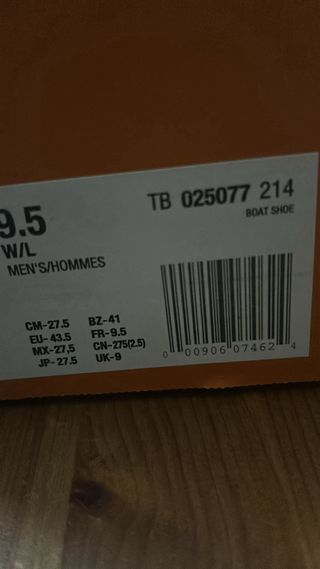 9.5
W/L
MEN'S/HOMMES
TB 025077 214
BOAT SHOE
CM-27.5 BZ-41
EU-43.5 FR-9.5
MX-27,5 CN-275(2.5)
JP-27.5 UK-9
0 00906 07462 4